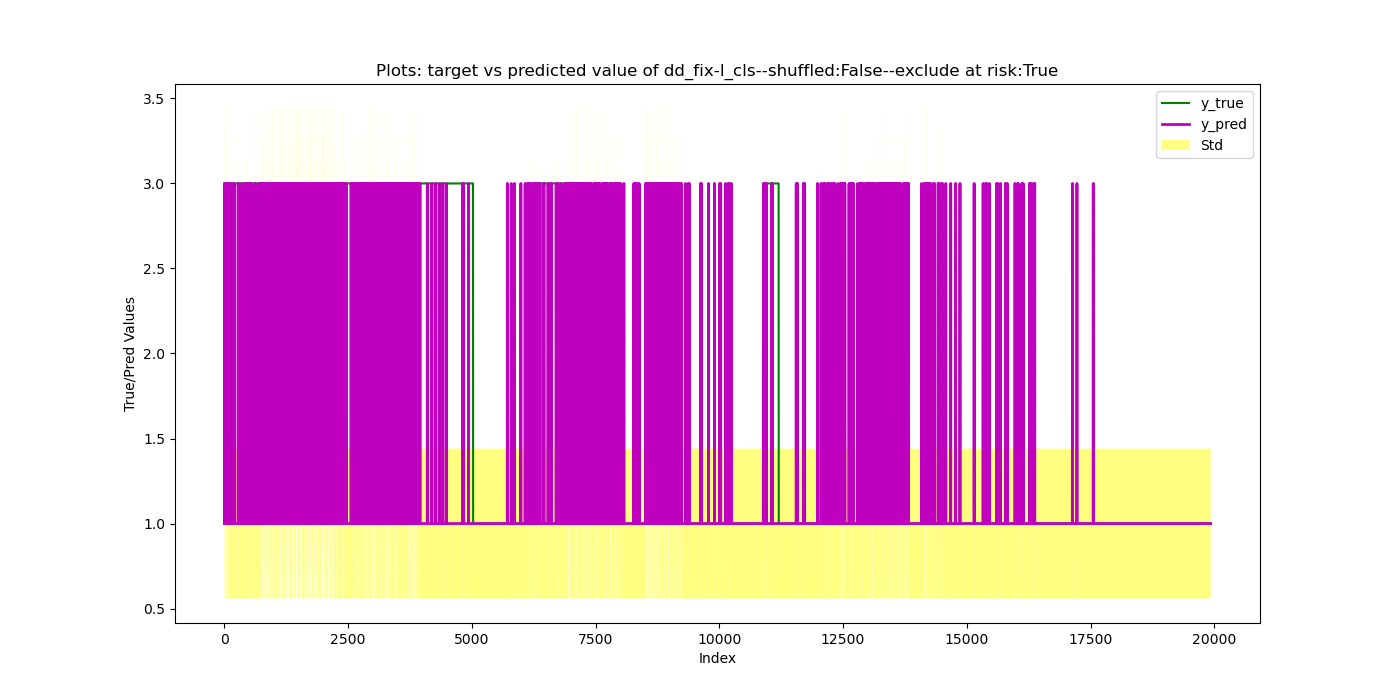 Plots: target vs predicted value of dd_fix-l_cls--shuffled:False--exclude at risk:True
3.5
3.0
2.5
2.0
1.5
1.0
0.5
True/Pred Values
y_true
y_pred
Std
0
2500
5000
7500
10000
12500
15000
17500
20000
Index